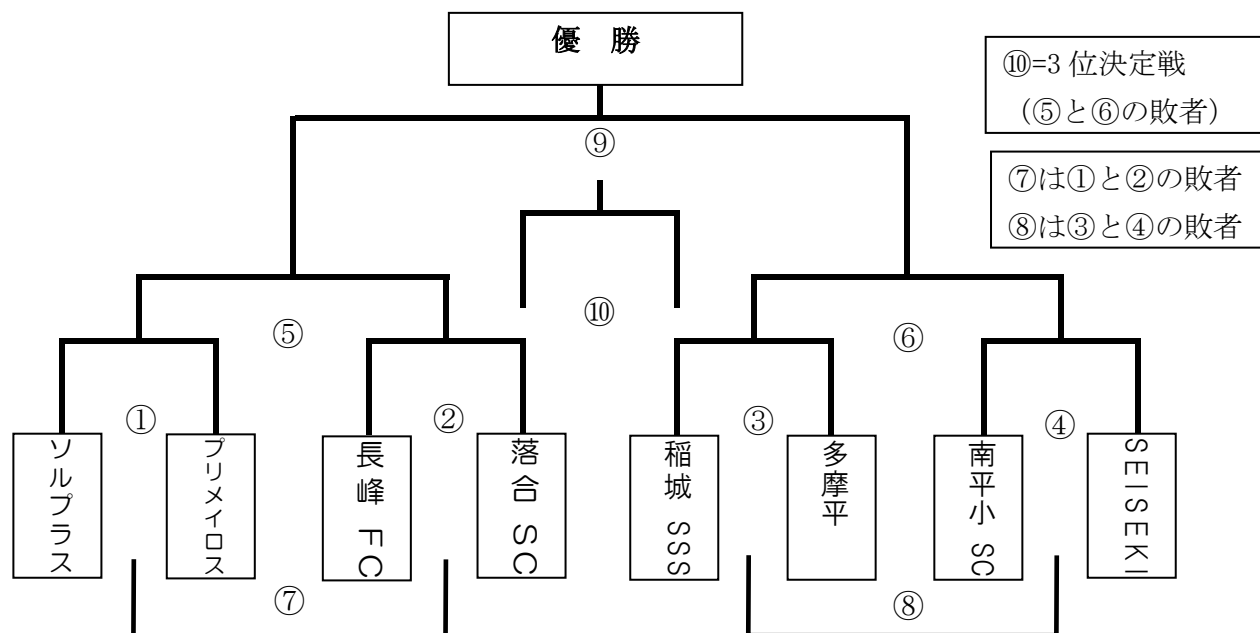 優 勝
⑩=3 位決定戦
（⑤と⑥の敗者）
⑦は①と②の敗者
⑧は③と④の敗者
⑨
⑩
⑤
⑥
①
②
③
④
ソルプラス
プリメイロス
長峰 FC
落合 SC
稲城 SSS
多摩平
南平小 SC
SEISEKI
⑦
⑧